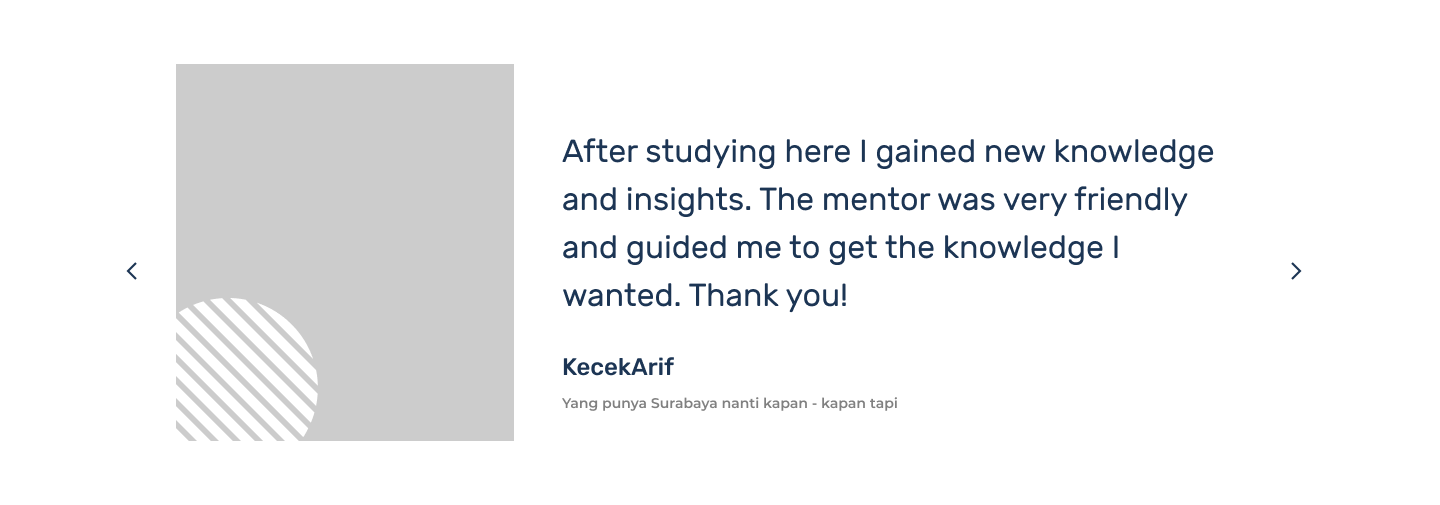 After studying here I gained new knowledge
and insights. The mentor was very friendly
and guided me to get the knowledge I
wanted. Thank you!
KecekArif
Yang punya Surabaya nanti kapan - kapan tapi